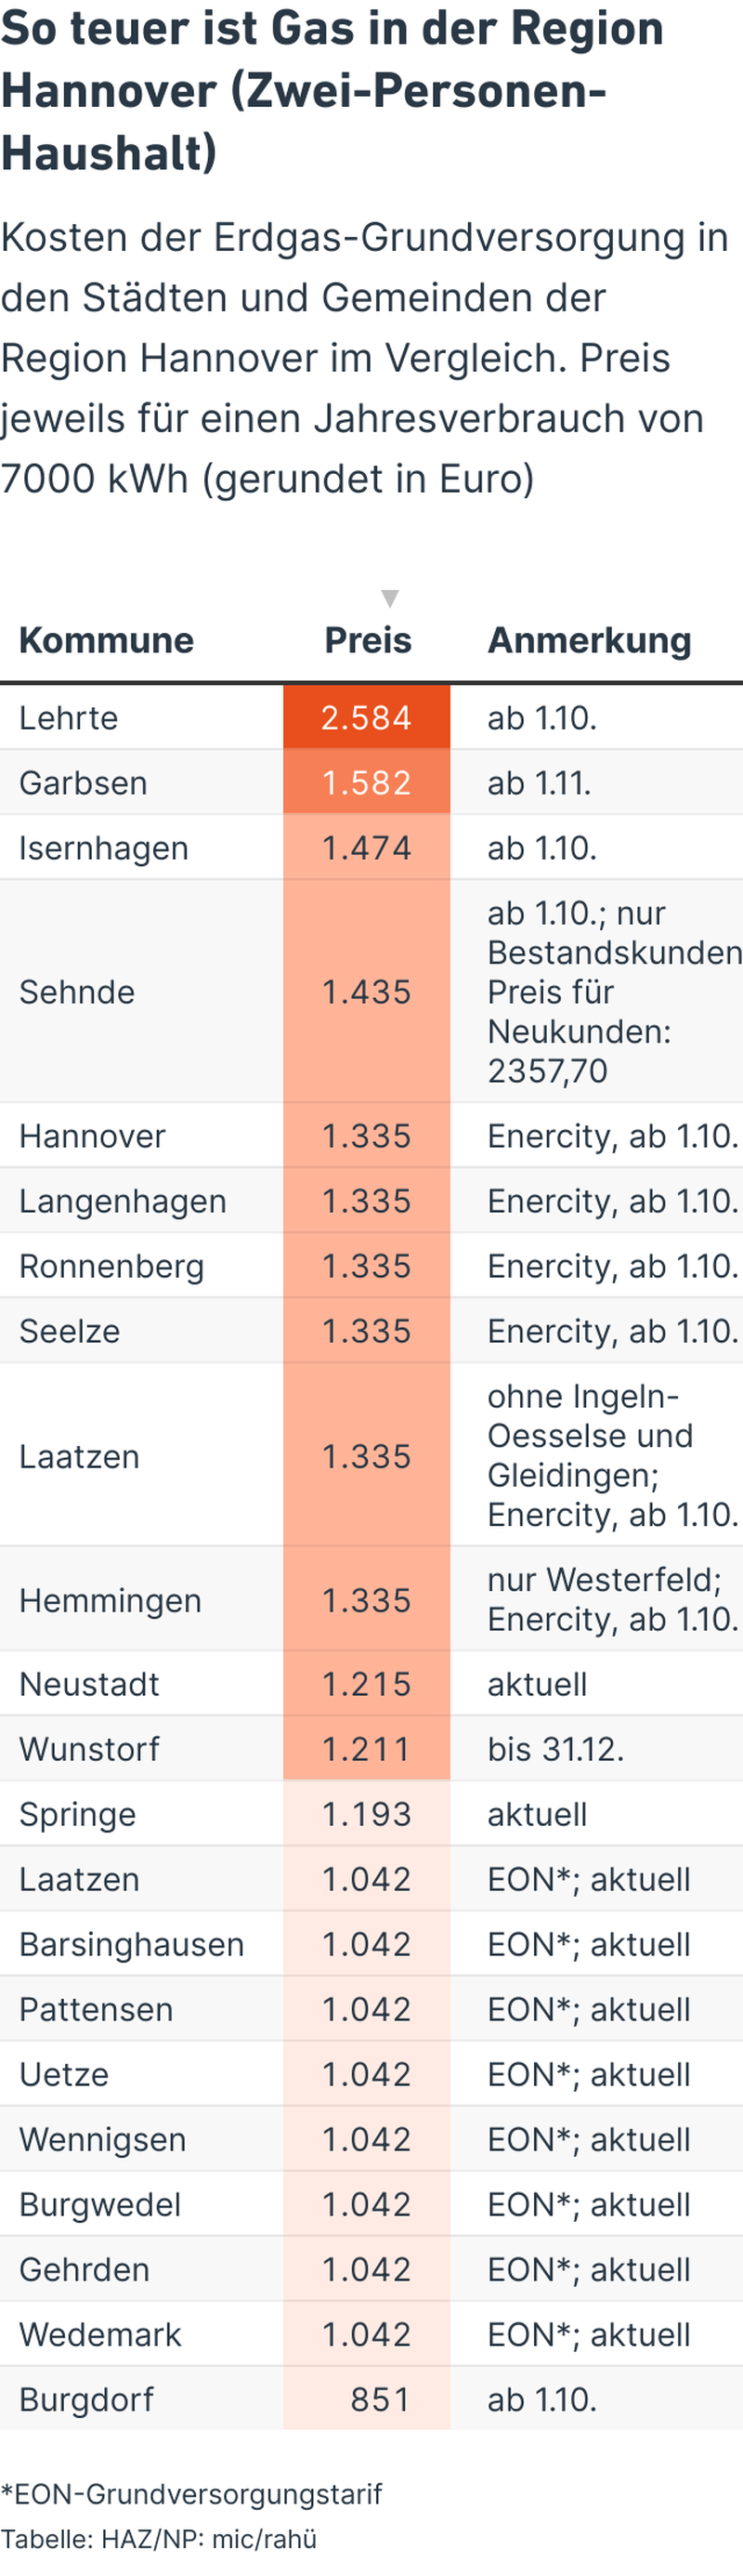 So teuer ist Gas in der Region
Hannover (Zwei-Personen-
Haushalt)
Kosten der Erdgas-Grundversorgung in
den Städten und Gemeinden der
Region Hannover im Vergleich. Preis
jeweils für einen Jahresverbrauch von
7000 kWh (gerundet in Euro)
▼
Kommune Preis Anmerkung
Lehrte 2.584 ab 1.10.
Garbsen 1.582 ab 1.11.
Isernhagen 1.474 ab 1.10.
Sehnde 1.435 ab 1.10.; nur
Bestandskunden
Preis für
Neukunden:
2357,70
Hannover 1.335 Enercity, ab 1.10.
Langenhagen 1.335 Enercity, ab 1.10.
Ronnenberg 1.335 Enercity, ab 1.10.
Seelze 1.335 Enercity, ab 1.10.
Laatzen 1.335 ohne Ingeln-
Oesselse und
Gleidingen;
Enercity, ab 1.10.
Hemmingen 1.335 nur Westerfeld;
Enercity, ab 1.10.
Neustadt 1.215 aktuell
Wunstorf 1.211 bis 31.12.
Springe 1.193 aktuell
Laatzen 1.042 EON*; aktuell
Barsinghausen 1.042 EON*; aktuell
Pattensen 1.042 EON*; aktuell
Uetze 1.042 EON*; aktuell
Wennigsen 1.042 EON*; aktuell
Burgwedel 1.042 EON*; aktuell
Gehrden 1.042 EON*; aktuell
Wedemark 1.042 EON*; aktuell
Burgdorf 851 ab 1.10.
*EON-Grundversorgungstarif
Tabelle: HAZ/NP: mic/rahü